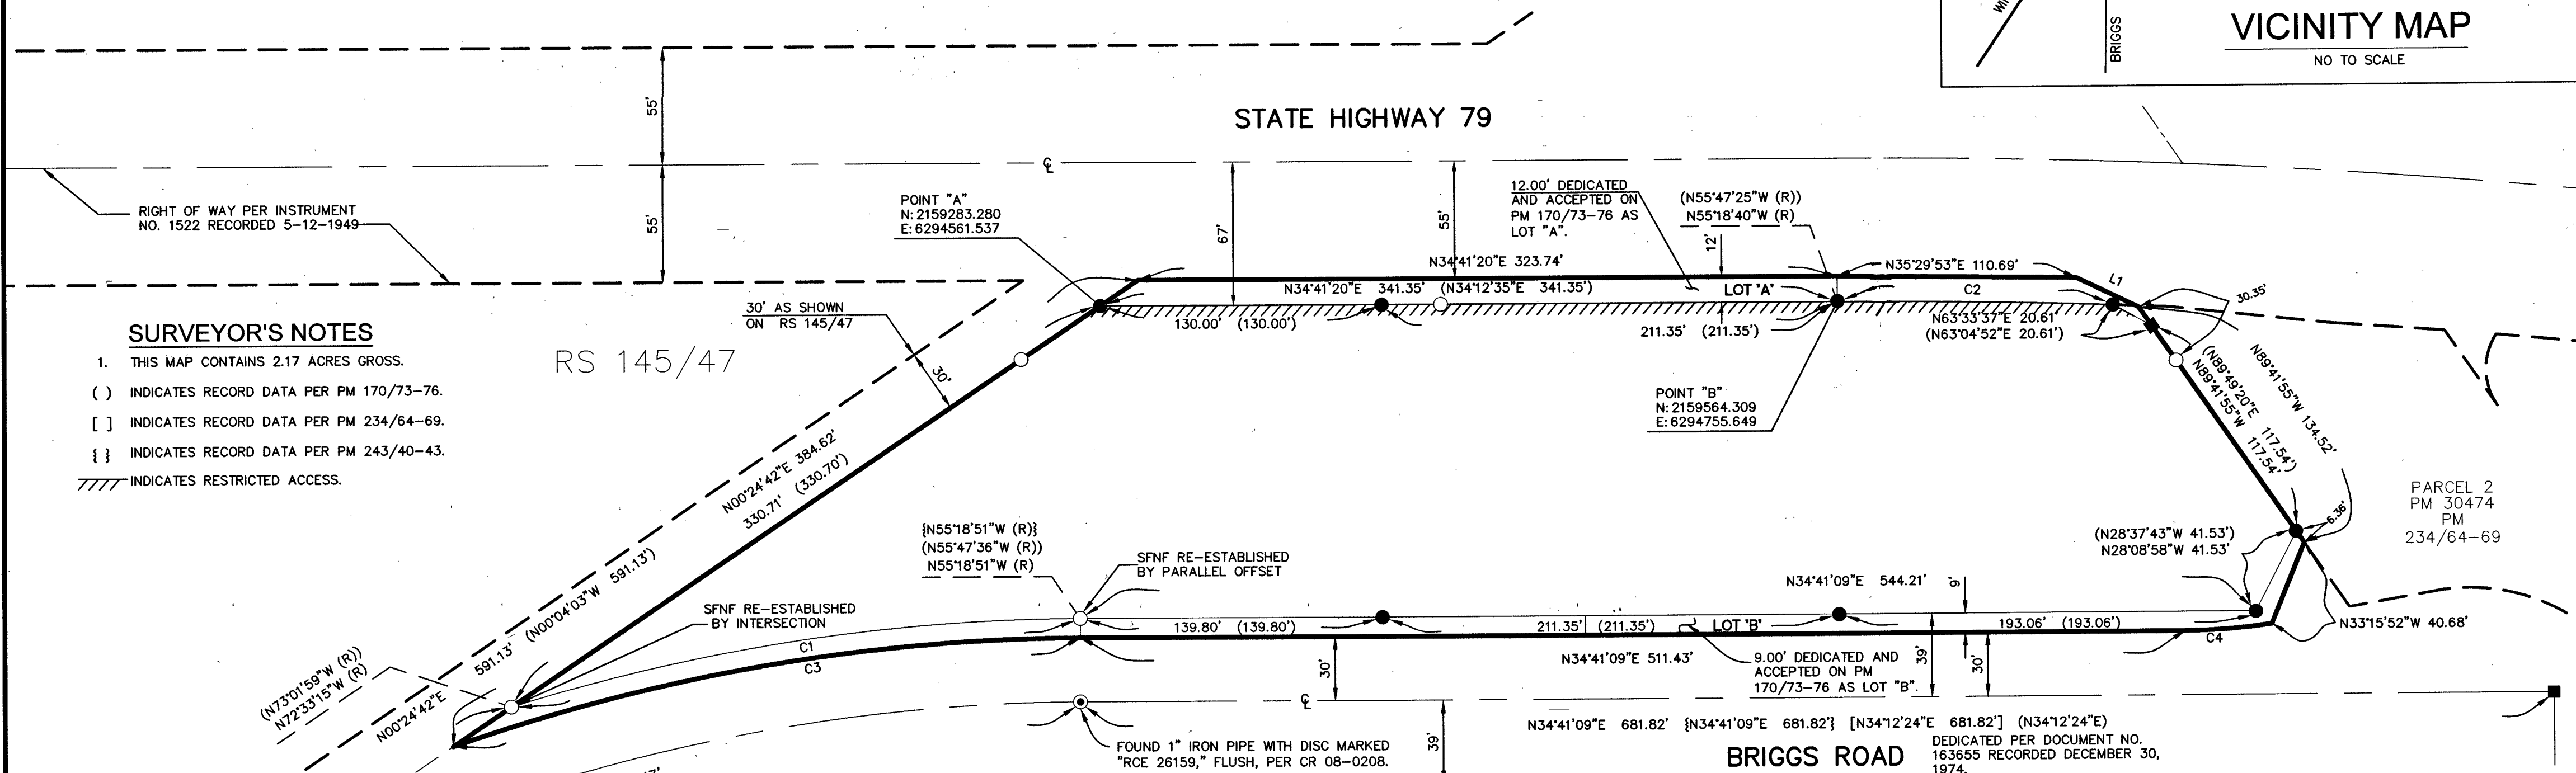 WIN
BRIGGS
VICINITY MAP
NO TO SCALE
55'
STATE HIGHWAY 79
℄
RIGHT OF WAY PER INSTRUMENT
NO. 1522 RECORDED 5-12-1949
55'
POINT "A"
N: 2159283.280
E: 6294561.537
67'
55'
12.00' DEDICATED
AND ACCEPTED ON
PM 170/73-76 AS
LOT "A".
(N55°47'25"W (R))
N55°18'40"W (R)
12'
N34°41'20"E 323.74'
N35°29'53"E 110.69'
L1
N34°41'20"E 341.35' (N34°12'35"E 341.35')
LOT "A"
C2
30.35'
30' AS SHOWN
ON RS 145/47
130.00' (130.00')
211.35' (211.35')
N63°33'37"E 20.61'
(N63°04'52"E 20.61')
SURVEYOR'S NOTES
1. THIS MAP CONTAINS 2.17 ACRES GROSS.
( ) INDICATES RECORD DATA PER PM 170/73-76.
[ ] INDICATES RECORD DATA PER PM 234/64-69.
{ } INDICATES RECORD DATA PER PM 243/40-43.
INDICATES RESTRICTED ACCESS.
RS 145/47
30'
N89°41'55"W 134.52'
(N89°49'20"E 117.54')
N89°41'55"W 117.54'
POINT "B"
N: 2159564.309
E: 6294755.649
N00°24'42"E 384.62'
330.71' (330.70')
PARCEL 2
PM 30474
PM
234/64-69
6.36'
{N55°18'51"W (R)}
(N55°47'36"W (R))
N55°18'51"W (R)
SFNF RE-ESTABLISHED
BY PARALLEL OFFSET
(N28°37'43"W 41.53')
N28°08'58"W 41.53'
N34°41'09"E 544.21'
9'
591.13' (N00°04'03"W 591.13')
N00°24'42"E
SFNF RE-ESTABLISHED
BY INTERSECTION
C1
C3
139.80' (139.80')
211.35' (211.35')
LOT "B"
193.06' (193.06')
C4
N33°15'52"W 40.68'
(N73°01'59"W (R))
N72°33'15"W (R)
30'
N34°41'09"E 511.43'
9.00' DEDICATED AND
ACCEPTED ON PM
170/73-76 AS LOT "B".
39'
30'
℄
N34°41'09"E 681.82' {N34°41'09"E 681.82'} [N34°12'24"E 681.82'] (N34°12'24"E)
FOUND 1" IRON PIPE WITH DISC MARKED
"RCE 26159," FLUSH, PER CR 08-0208.
39'
BRIGGS ROAD
DEDICATED PER DOCUMENT NO.
163655 RECORDED DECEMBER 30,
1974.